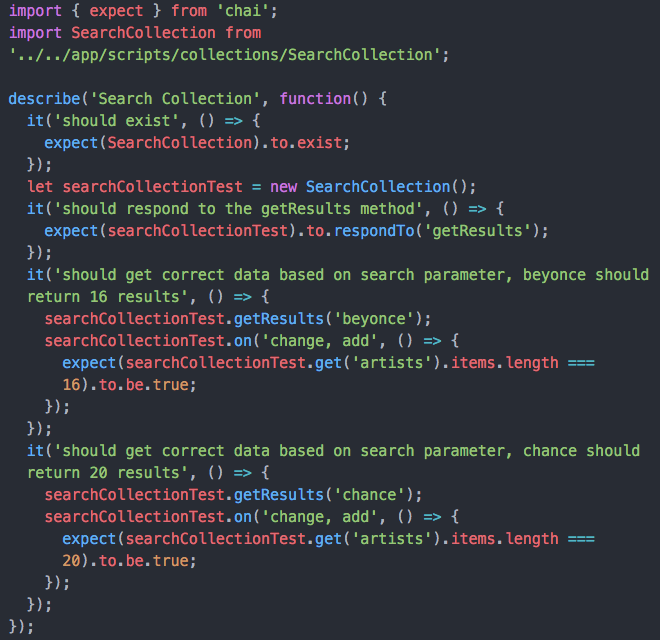 import { expect } from 'chai';
import SearchCollection from
'../../app/scripts/collections/SearchCollection';

describe('Search Collection', function() {
  it('should exist', () => {
    expect(SearchCollection).to.exist;
  });
  let searchCollectionTest = new SearchCollection();
  it('should respond to the getResults method', () => {
    expect(searchCollectionTest).to.respondTo('getResults');
  });
  it('should get correct data based on search parameter, beyonce should
  return 16 results', () => {
    searchCollectionTest.getResults('beyonce');
    searchCollectionTest.on('change, add', () => {
      expect(searchCollectionTest.get('artists').items.length ===
      16).to.be.true;
    });
  });
  it('should get correct data based on search parameter, chance should
  return 20 results', () => {
    searchCollectionTest.getResults('chance');
    searchCollectionTest.on('change, add', () => {
      expect(searchCollectionTest.get('artists').items.length ===
      20).to.be.true;
    });
  });
});